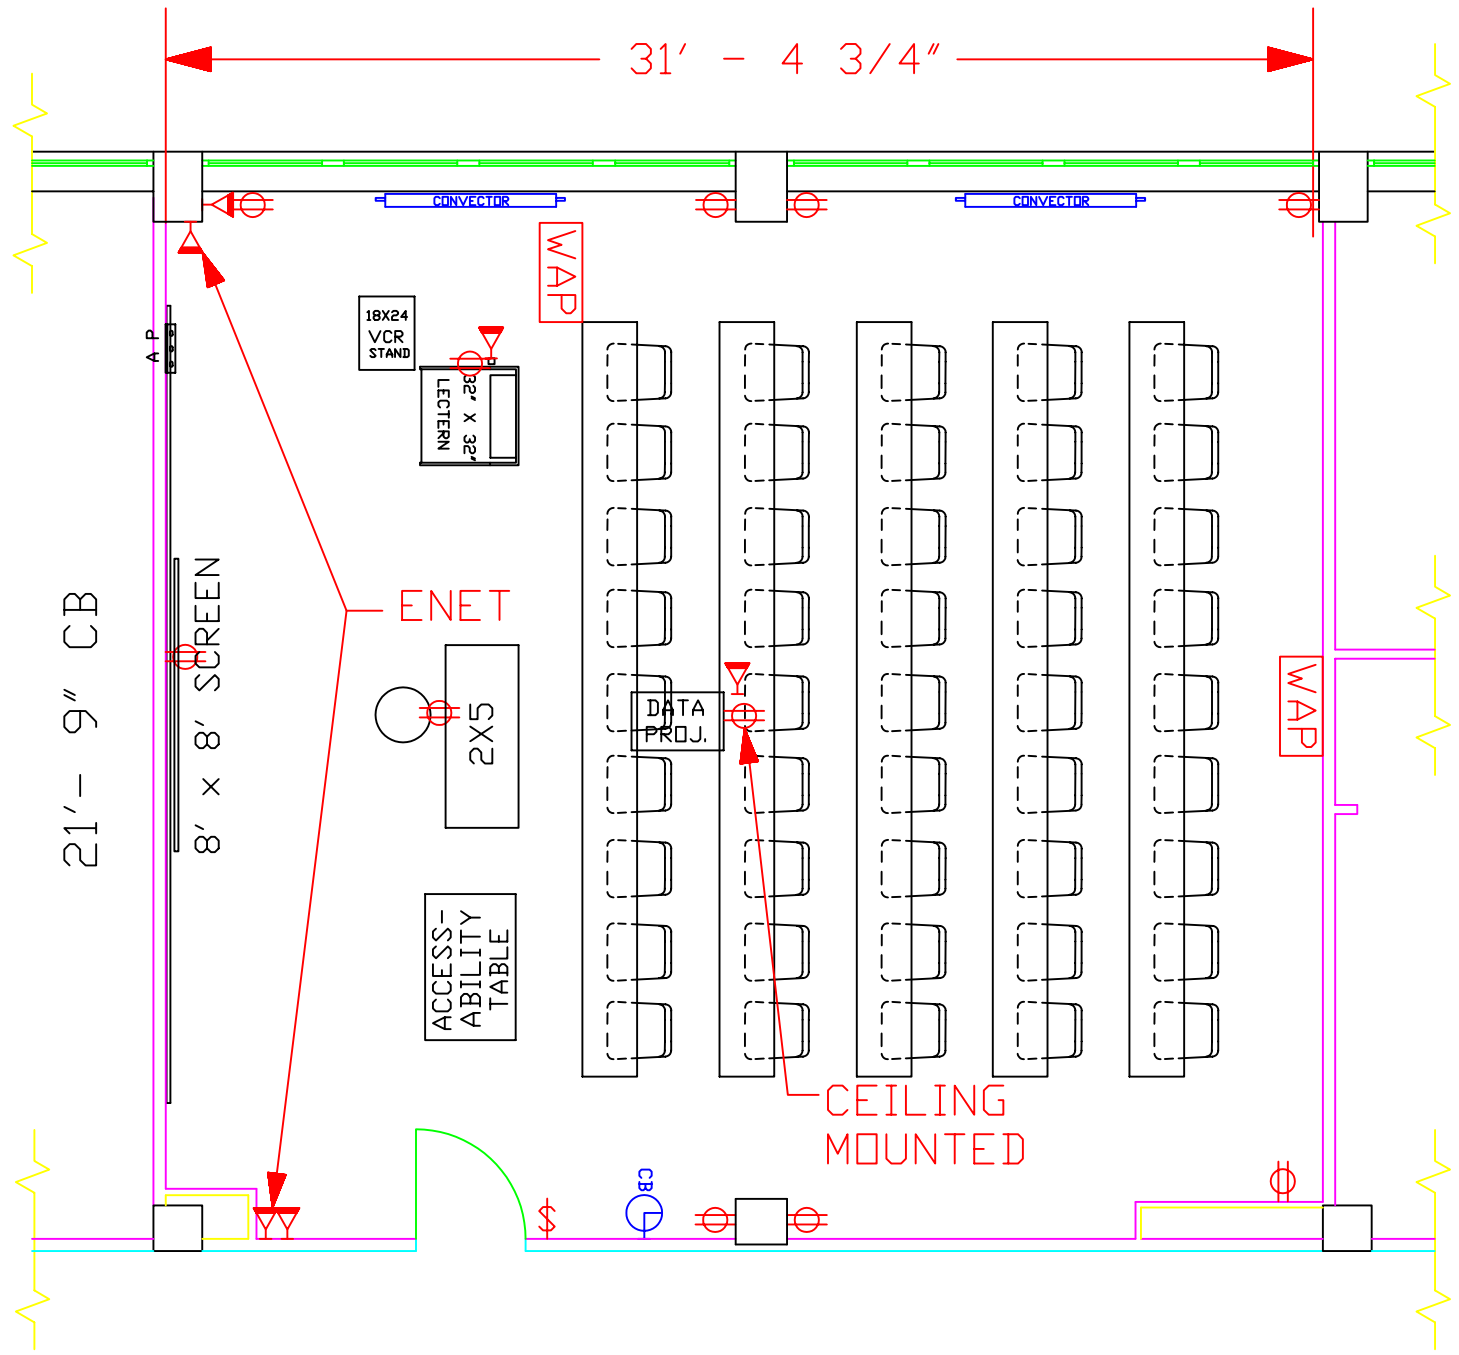 31' - 4 3/4"
CONVECTOR
CONVECTOR
WAP
18X24
VCR
STAND
A P
LECTERN
32" X 32"
ENET
21'- 9" CB
8' x 8' SCREEN
2X5
DATA
PROJ.
WAP
ACCESS-
ABILITY
TABLE
CEILING
MOUNTED
CB
$